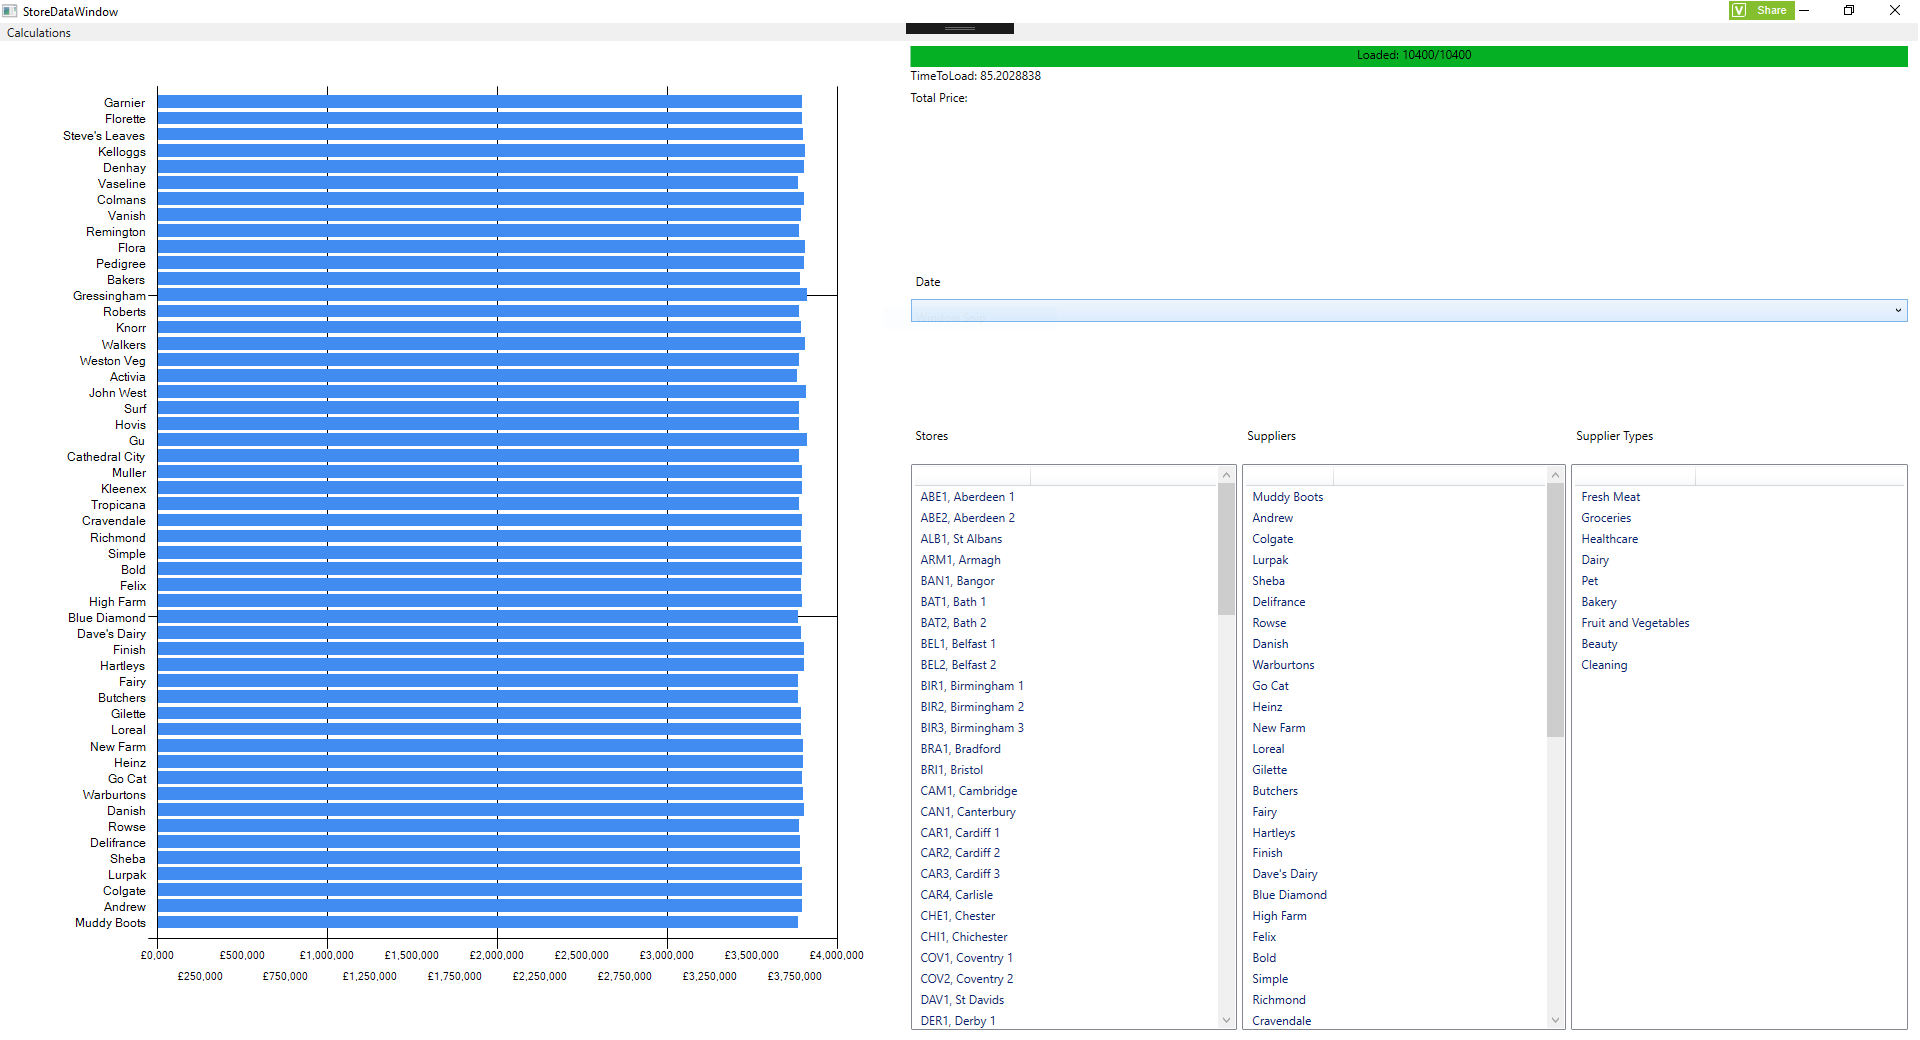 StoreDataWindow
V Share
Calculations
Loaded: 10400/10400
TimeToLoad: 85.2028838
Total Price:
Garnier
Florette
Steve's Leaves
Kelloggs
Denhay
Vaseline
Colmans
Vanish
Remington
Flora
Pedigree
Bakers
Gressingham
Roberts
Knorr
Walkers
Weston Veg
Activia
John West
Surf
Hovis
Gu
Cathedral City
Muller
Kleenex
Tropicana
Cravendale
Richmond
Simple
Bold
Felix
High Farm
Blue Diamond
Dave's Dairy
Finish
Hartleys
Fairy
Butchers
Gilette
Loreal
New Farm
Heinz
Go Cat
Warburtons
Danish
Rowse
Delifrance
Sheba
Lurpak
Colgate
Andrew
Muddy Boots
£0,000 £500,000 £1,000,000 £1,500,000 £2,000,000 £2,500,000 £3,000,000 £3,500,000 £4,000,000
£250,000 £750,000 £1,250,000 £1,750,000 £2,250,000 £2,750,000 £3,250,000 £3,750,000
Date
Stores
ABE1, Aberdeen 1
ABE2, Aberdeen 2
ALB1, St Albans
ARM1, Armagh
BAN1, Bangor
BAT1, Bath 1
BAT2, Bath 2
BEL1, Belfast 1
BEL2, Belfast 2
BIR1, Birmingham 1
BIR2, Birmingham 2
BIR3, Birmingham 3
BRA1, Bradford
BRI1, Bristol
CAM1, Cambridge
CAN1, Canterbury
CAR1, Cardiff 1
CAR2, Cardiff 2
CAR3, Cardiff 3
CAR4, Carlisle
CHE1, Chester
CHI1, Chichester
COV1, Coventry 1
COV2, Coventry 2
DAV1, St Davids
DER1, Derby 1
Suppliers
Muddy Boots
Andrew
Colgate
Lurpak
Sheba
Delifrance
Rowse
Danish
Warburtons
Go Cat
Heinz
New Farm
Loreal
Gilette
Butchers
Fairy
Hartleys
Finish
Dave's Dairy
Blue Diamond
High Farm
Felix
Bold
Simple
Richmond
Cravendale
Supplier Types
Fresh Meat
Groceries
Healthcare
Dairy
Pet
Bakery
Fruit and Vegetables
Beauty
Cleaning